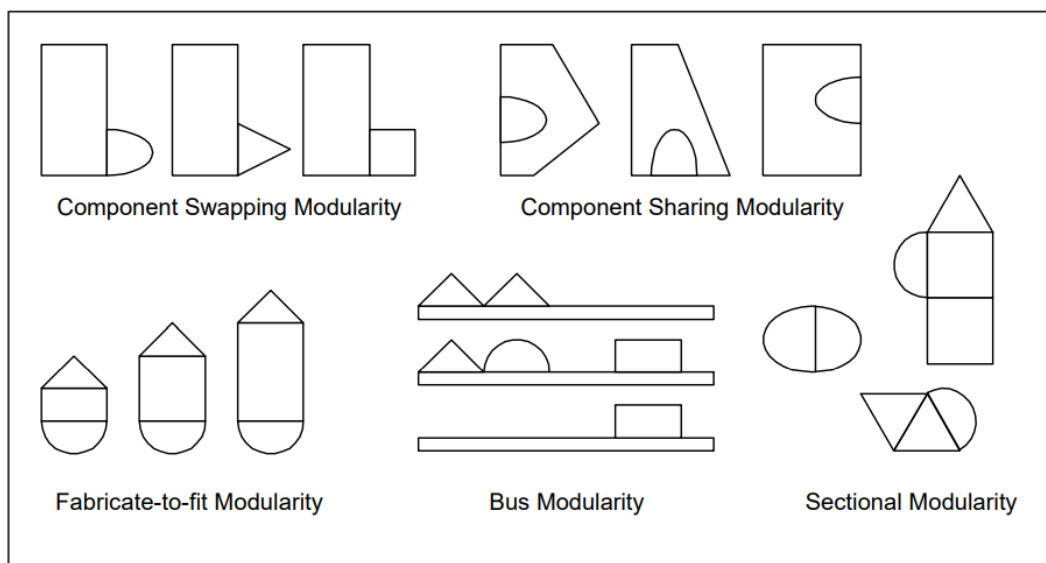 Component Swapping Modularity
Component Sharing Modularity
Fabricate-to-fit Modularity
Bus Modularity
Sectional Modularity